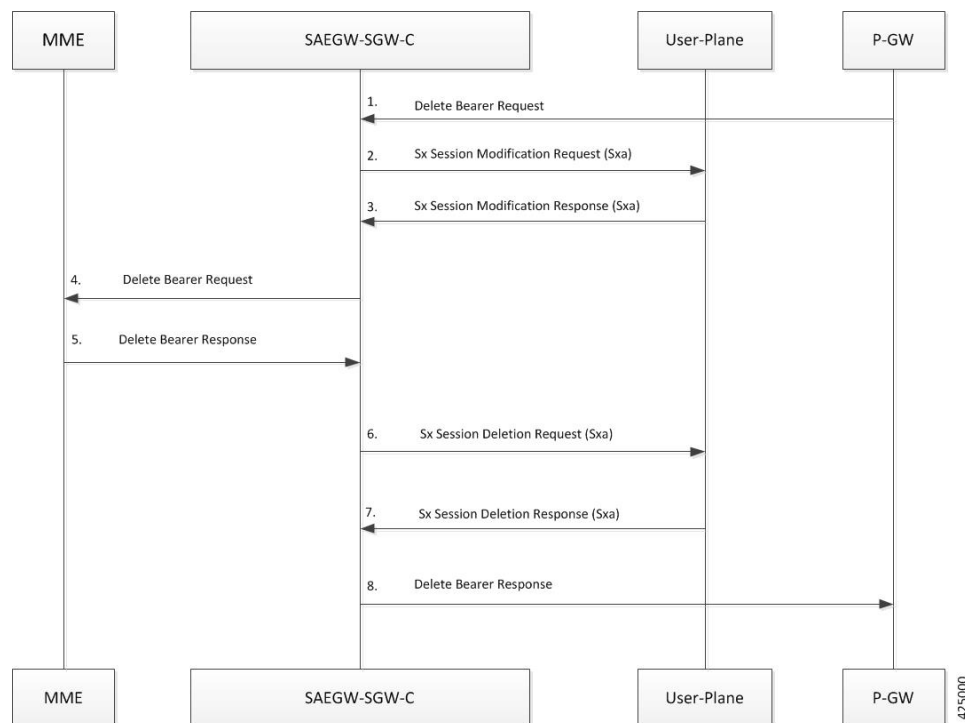 MME
SAEGW-SGW-C
User-Plane
P-GW
1. Delete Bearer Request
2. Sx Session Modification Request (Sxa)
3. Sx Session Modification Response (Sxa)
4. Delete Bearer Request
5. Delete Bearer Response
6. Sx Session Deletion Request (Sxa)
7. Sx Session Deletion Response (Sxa)
8. Delete Bearer Response
MME
SAEGW-SGW-C
User-Plane
P-GW
425000